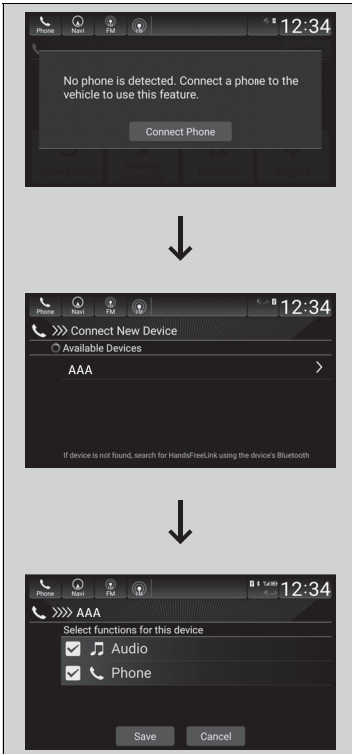 Phone Navi FM 12:34
No phone is detected. Connect a phone to the
vehicle to use this feature.
Connect Phone
Phone Navi FM 12:34
Connect New Device
Available Devices
AAA
If device is not found, search for HandsFreeLink using the device's Bluetooth
Phone Navi FM 12:34
AAA
Select functions for this device
Audio
Phone
Save Cancel